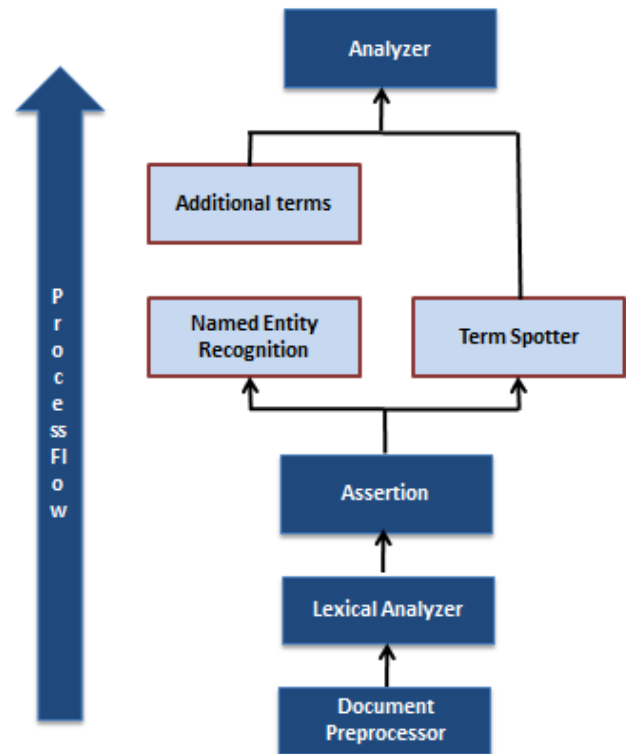 Analyzer
Additional terms
Named Entity
Recognition
Term Spotter
Assertion
Lexical Analyzer
Document
Preprocessor
P
r
o
c
e
ss
Fl
o
w